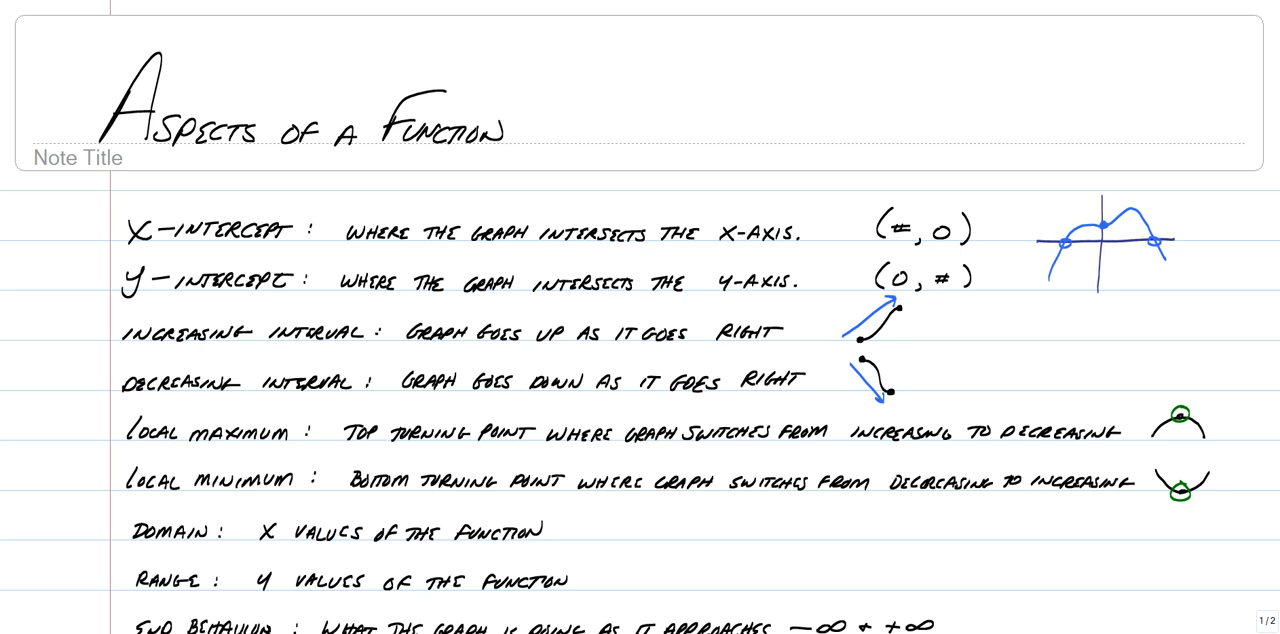 ASPECTS OF A FUNCTION
Note Title
X-INTERCEPT: WHERE THE GRAPH INTERSECTS THE X-AXIS. (#, 0)
Y-INTERCEPT: WHERE THE GRAPH INTERSECTS THE Y-AXIS. (0, #)
INCREASING INTERVAL: GRAPH GOES UP AS IT GOES RIGHT
DECREASING INTERVAL: GRAPH GOES DOWN AS IT GOES RIGHT
LOCAL MAXIMUM: TOP TURNING POINT WHERE GRAPH SWITCHES FROM INCREASING TO DECREASING
LOCAL MINIMUM: BOTTOM TURNING POINT WHERE GRAPH SWITCHES FROM DECREASING TO INCREASING
DOMAIN: X VALUES OF THE FUNCTION
RANGE: Y VALUES OF THE FUNCTION
END BEHAVIOR: WHAT THE GRAPH IS DOING AS IT APPROACHES -∞ + +∞
1/2